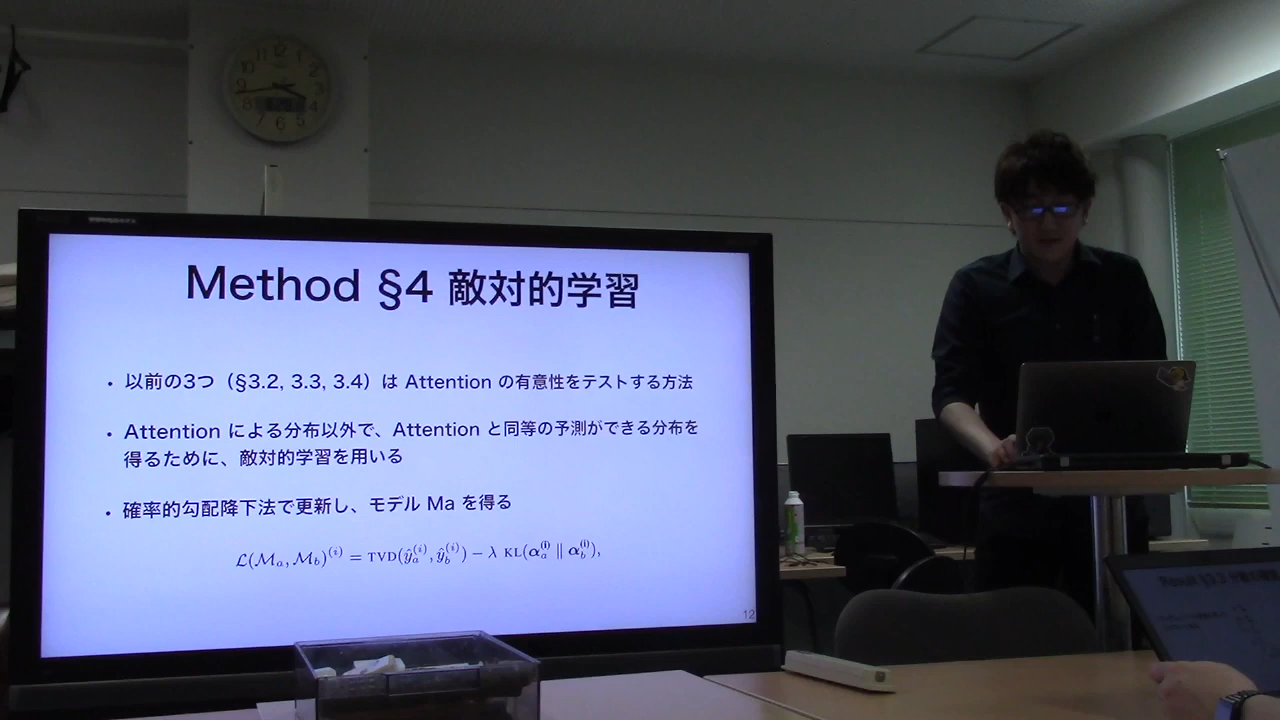 Method §4 敵対的学習
・以前の3つ（§3.2, 3.3, 3.4）は Attention の有意性をテストする方法
・Attention による分布以外で、Attention と同等の予測ができる分布を
得るために、敵対的学習を用いる
・確率的勾配降下法で更新し、モデル Ma を得る
ℒ(ℳₐ, ℳ_b)^(i) = TVD(ŷₐ^(i), ŷ_b^(i)) − λ KL(αₐ^(i) ∥ α_b^(i)),
12